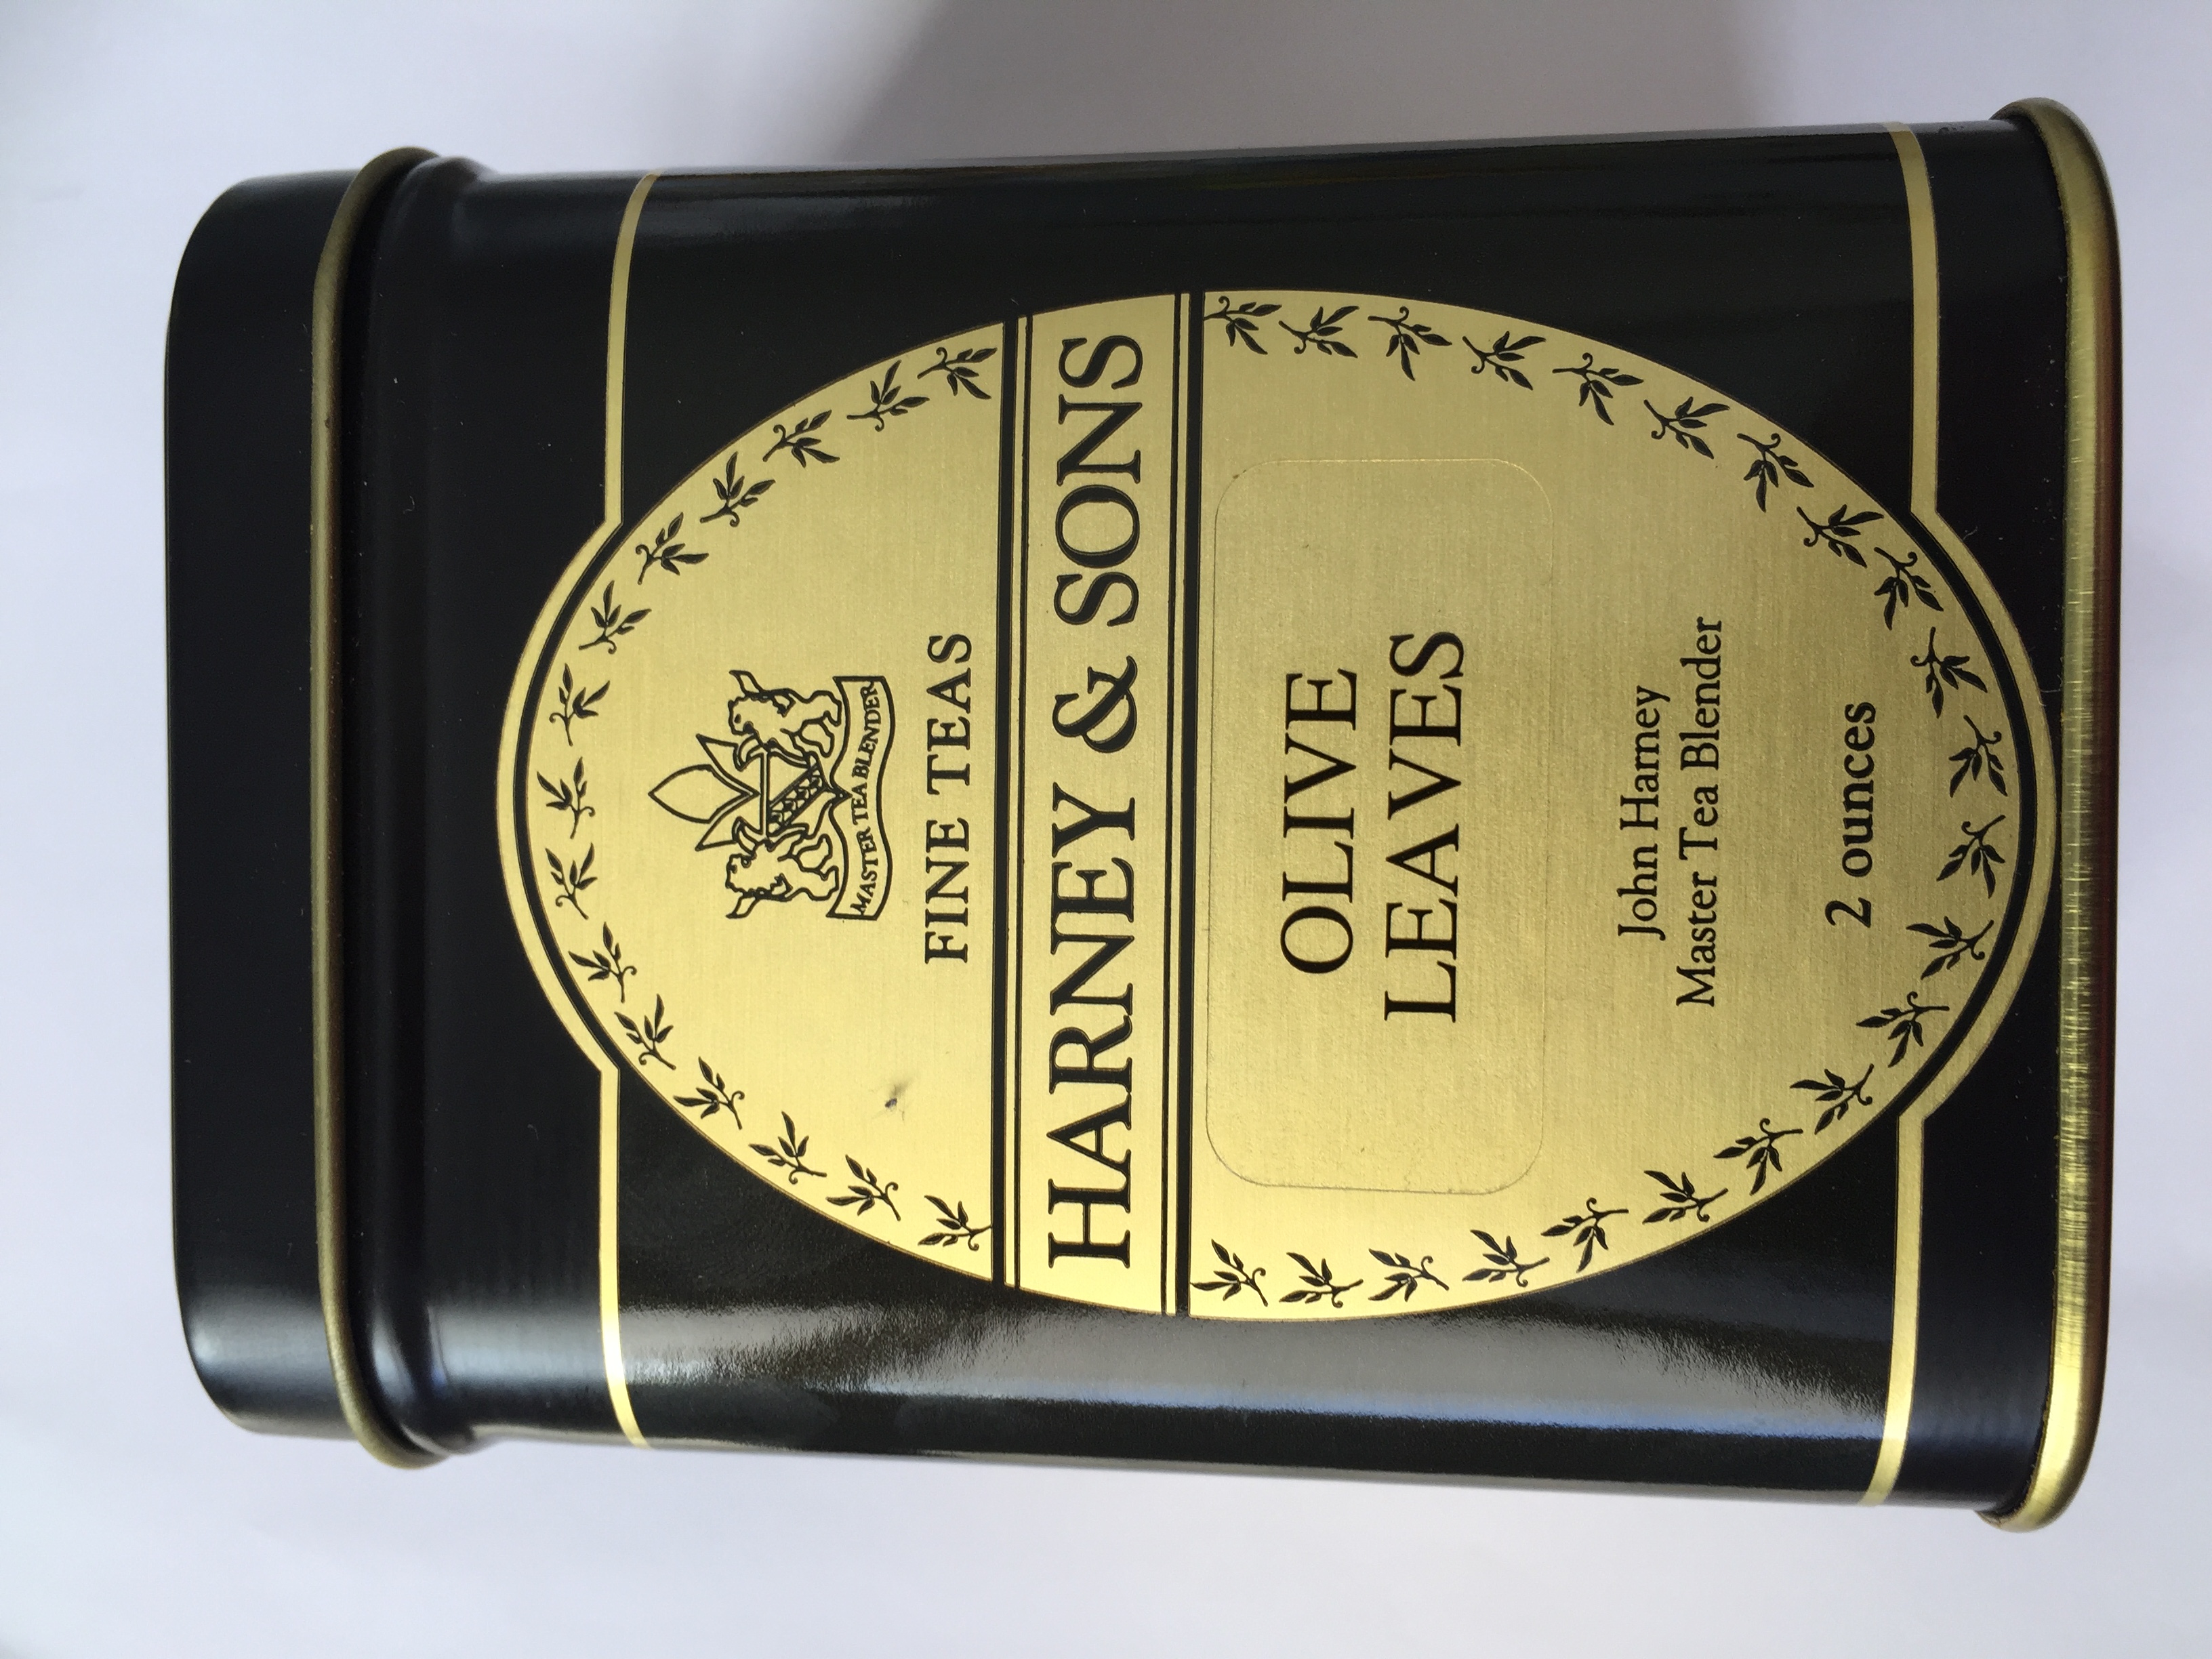 MASTER TEA BLENDER
FINE TEAS
HARNEY & SONS
OLIVE
LEAVES
John Harney
Master Tea Blender
2 ounces